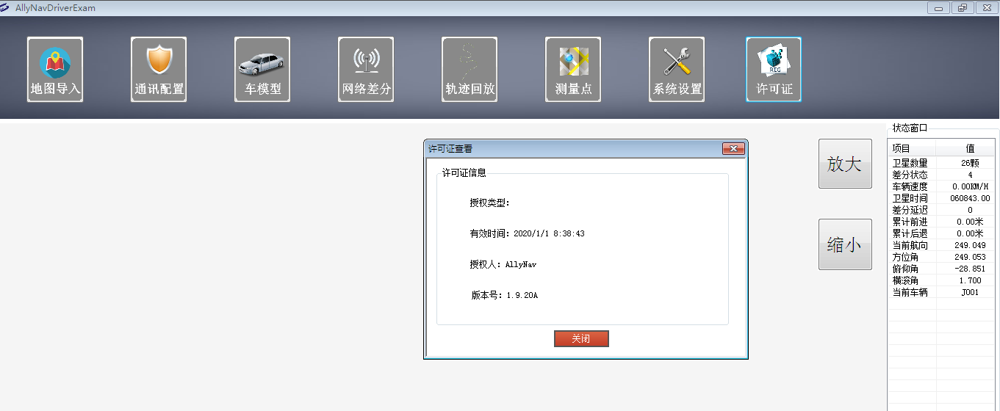 AllyNavDriverExam
地图导入
通讯配置
车模型
网络差分
轨迹回放
测量点
系统设置
REG
许可证
许可证查看
许可证信息
授权类型:
有效时间: 2020/1/1 8:38:43
授权人: AllyNav
版本号: 1.9.20A
关闭
放大
缩小
状态窗口
项目 值
卫星数量 26颗
差分状态 4
车辆速度 0.00KM/H
卫星时间 060843.00
差分延迟 0
累计前进 0.00米
累计后退 0.00米
当前航向 249.049
方位角 249.053
俯仰角 -28.851
横滚角 1.700
当前车辆 J001